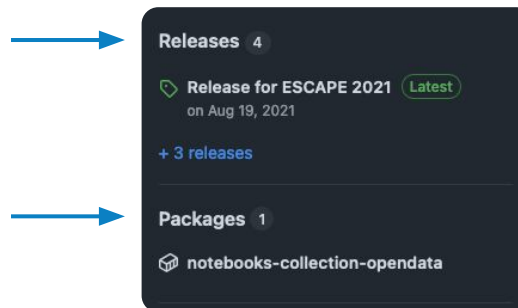 Releases 4
Release for ESCAPE 2021 Latest
on Aug 19, 2021
+ 3 releases
Packages 1
notebooks-collection-opendata